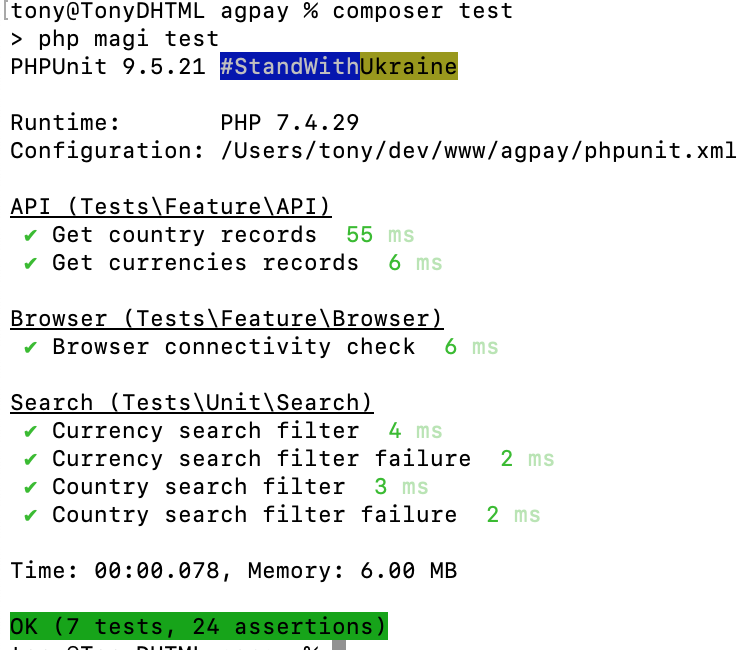 tony@TonyDHTML agpay % composer test
> php magi test
PHPUnit 9.5.21 #StandWithUkraine
Runtime:       PHP 7.4.29
Configuration: /Users/tony/dev/www/agpay/phpunit.xml
API (Tests\Feature\API)
✔ Get country records  55 ms
✔ Get currencies records  6 ms
Browser (Tests\Feature\Browser)
✔ Browser connectivity check  6 ms
Search (Tests\Unit\Search)
✔ Currency search filter  4 ms
✔ Currency search filter failure  2 ms
✔ Country search filter  3 ms
✔ Country search filter failure  2 ms
Time: 00:00.078, Memory: 6.00 MB
OK (7 tests, 24 assertions)